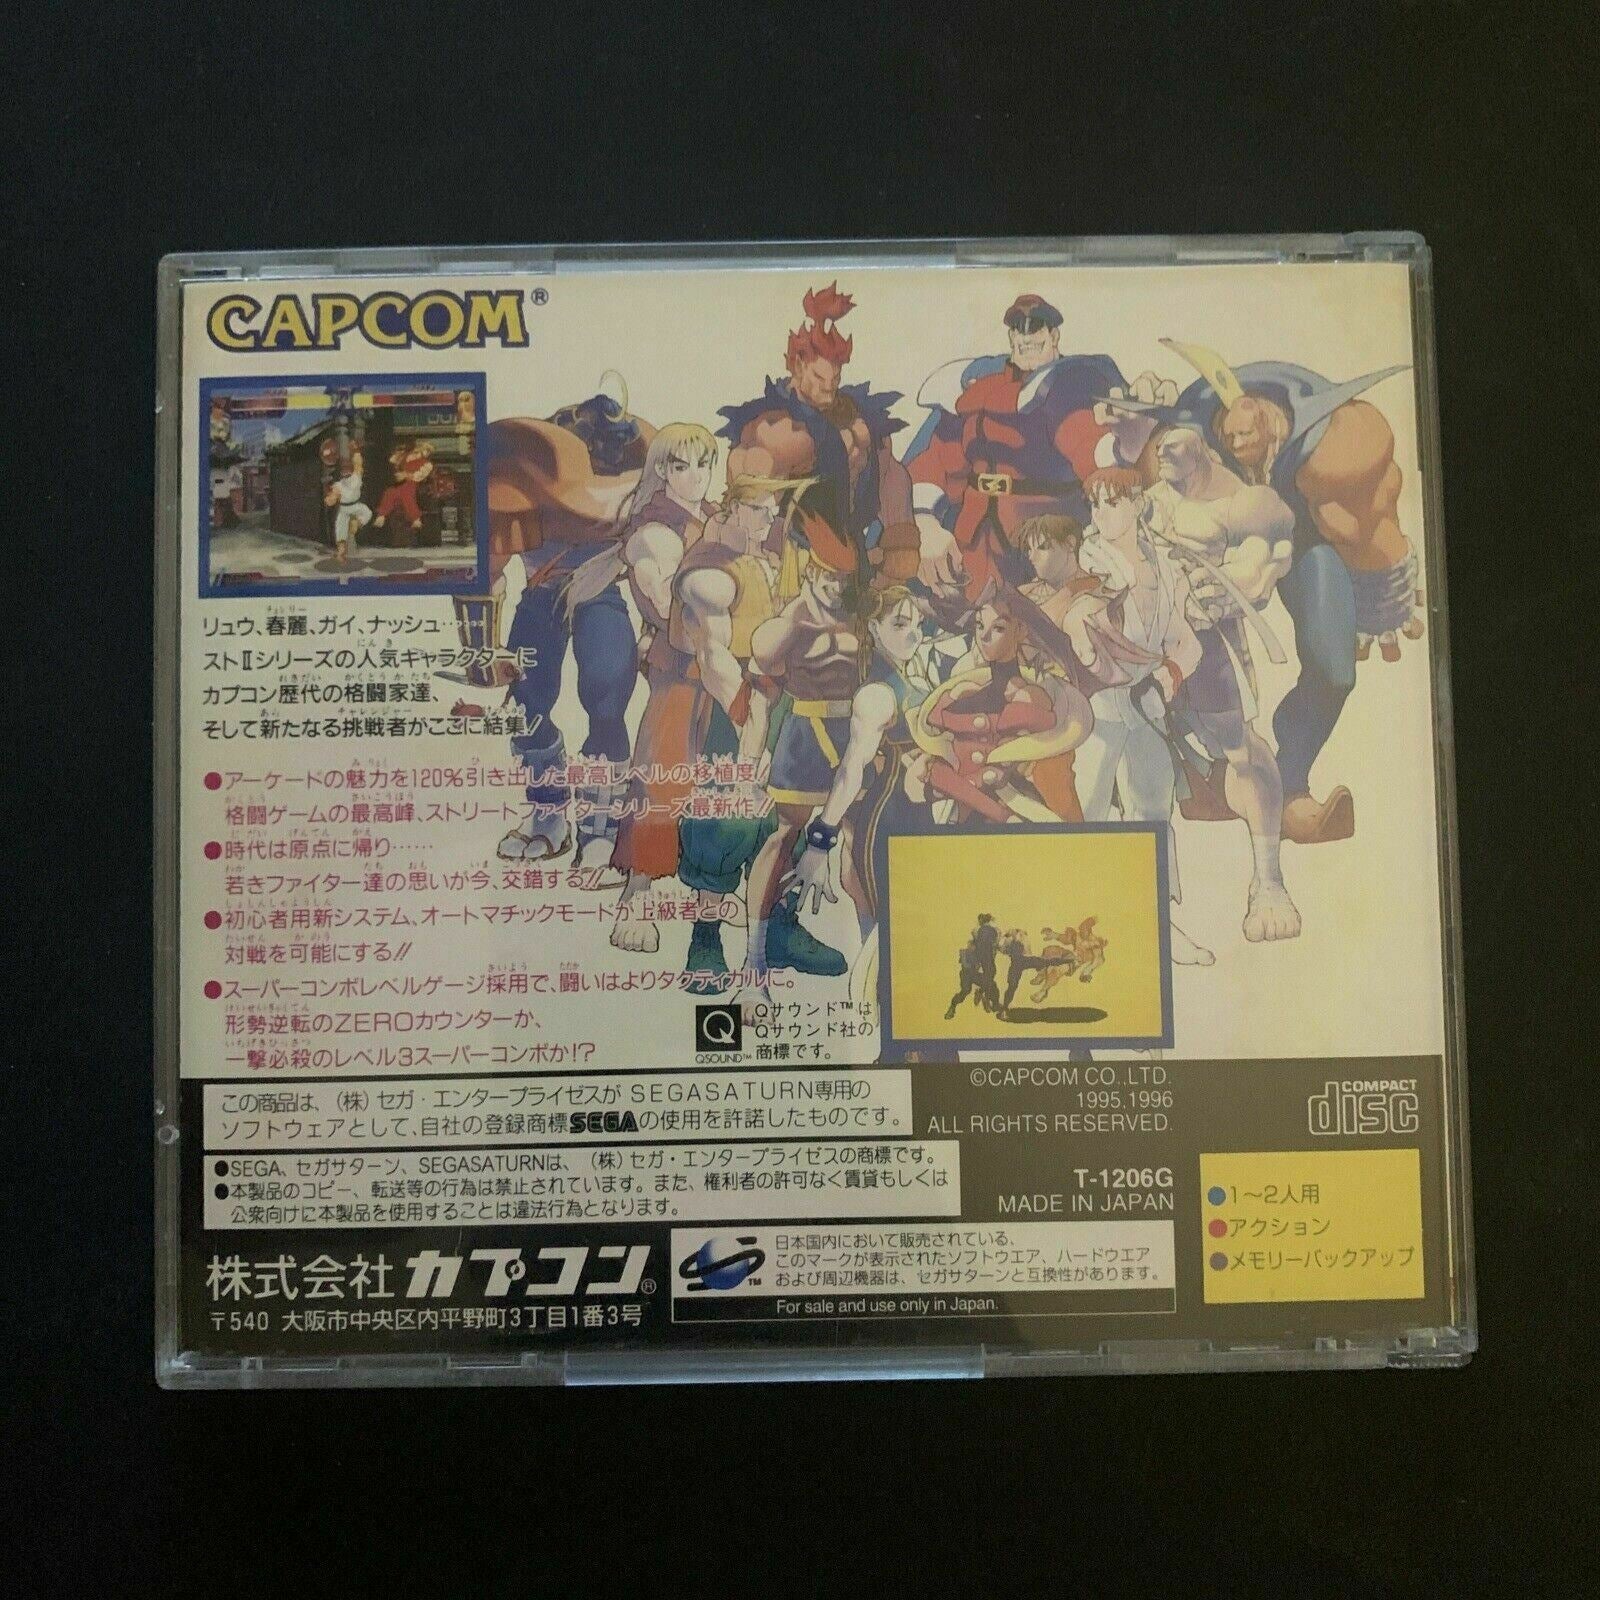 CAPCOM®
リュウ、春麗、ガイ、ナッシュ……
ストⅡシリーズの人気キャラクターに
カプコン歴代の格闘家達、
そして新たなる挑戦者がここに結集!
●アーケードの魅力を120%引き出した最高レベルの移植度!
格闘ゲームの最高峰、ストリートファイターシリーズ最新作!!
●時代は原点に帰り……
若きファイター達の思いが今、交錯する!!
●初心者用新システム、オートマチックモードが上級者との
対戦を可能にする!!
●スーパーコンボレベルゲージ採用で、闘いはよりタクティカルに。
形勢逆転のZEROカウンターか、
一撃必殺のレベル3スーパーコンボか!?
Q
QSOUND™
Qサウンド™は
Qサウンド社の
商標です。
この商品は、(株)セガ・エンタープライゼスが SEGASATURN専用の
ソフトウェアとして、自社の登録商標SEGAの使用を許諾したものです。
●SEGA、セガサターン、SEGASATURNは、(株)セガ・エンタープライゼスの商標です。
●本製品のコピー、転送等の行為は禁止されています。また、権利者の許可なく賃貸もしくは
公衆向けに本製品を使用することは違法行為となります。
株式会社カプコン®
〒540 大阪市中央区内平野町3丁目1番3号
©CAPCOM CO.,LTD.
1995,1996
ALL RIGHTS RESERVED.
COMPACT
disc
T-1206G
MADE IN JAPAN
TM
日本国内において販売されている、
このマークが表示されたソフトウエア、ハードウエア
および周辺機器は、セガサターンと互換性があります。
For sale and use only in Japan.
●1〜2人用
●アクション
●メモリーバックアップ